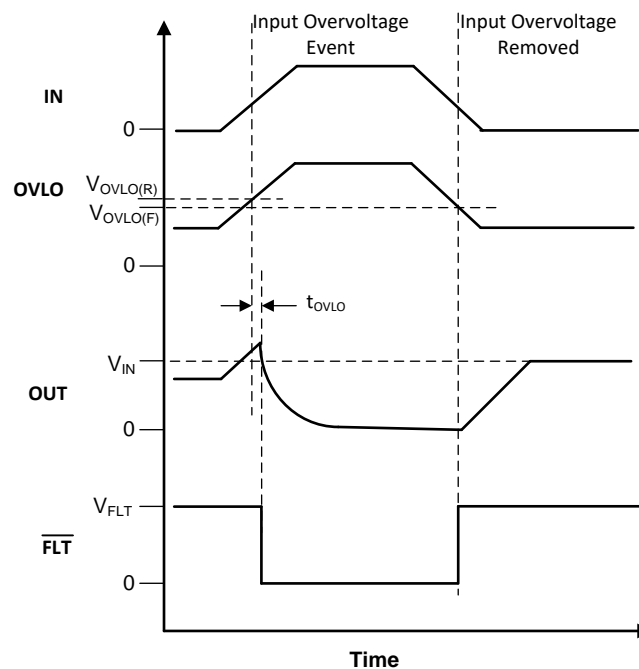 Input Overvoltage
Event
Input Overvoltage
Removed
IN
0
OVLO
VOVLO(R)
VOVLO(F)
0
tOVLO
VIN
OUT
0
VFLT
FLT
0
Time